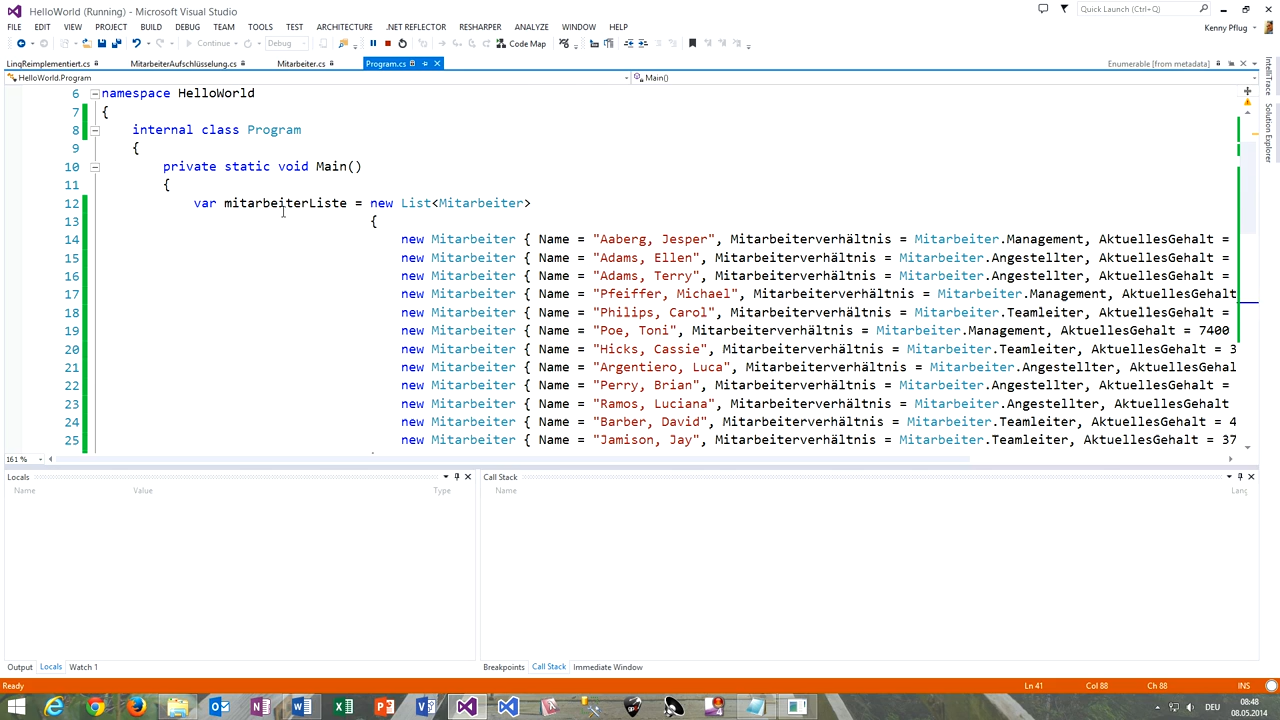 HelloWorld (Running) - Microsoft Visual Studio
Quick Launch (Ctrl+Q)
FILE EDIT VIEW PROJECT BUILD DEBUG TEAM TOOLS TEST ARCHITECTURE .NET REFLECTOR RESHARPER ANALYZE WINDOW HELP
Kenny Pflug
Continue Debug Code Map
LinqReimplementiert.cs MitarbeiterAufschlüsselung.cs Mitarbeiter.cs Program.cs Enumerable [from metadata]
HelloWorld.Program Main()
6 namespace HelloWorld
7 {
8 internal class Program
9 {
10 private static void Main()
11 {
12 var mitarbeiterListe = new List<Mitarbeiter>
13 {
14 new Mitarbeiter { Name = "Aaberg, Jesper", Mitarbeiterverhältnis = Mitarbeiter.Management, AktuellesGehalt =
15 new Mitarbeiter { Name = "Adams, Ellen", Mitarbeiterverhältnis = Mitarbeiter.Angestellter, AktuellesGehalt =
16 new Mitarbeiter { Name = "Adams, Terry", Mitarbeiterverhältnis = Mitarbeiter.Angestellter, AktuellesGehalt =
17 new Mitarbeiter { Name = "Pfeiffer, Michael", Mitarbeiterverhältnis = Mitarbeiter.Management, AktuellesGehalt
18 new Mitarbeiter { Name = "Philips, Carol", Mitarbeiterverhältnis = Mitarbeiter.Teamleiter, AktuellesGehalt =
19 new Mitarbeiter { Name = "Poe, Toni", Mitarbeiterverhältnis = Mitarbeiter.Management, AktuellesGehalt = 7400
20 new Mitarbeiter { Name = "Hicks, Cassie", Mitarbeiterverhältnis = Mitarbeiter.Teamleiter, AktuellesGehalt = 3
21 new Mitarbeiter { Name = "Argentiero, Luca", Mitarbeiterverhältnis = Mitarbeiter.Angestellter, AktuellesGehal
22 new Mitarbeiter { Name = "Perry, Brian", Mitarbeiterverhältnis = Mitarbeiter.Angestellter, AktuellesGehalt =
23 new Mitarbeiter { Name = "Ramos, Luciana", Mitarbeiterverhältnis = Mitarbeiter.Angestellter, AktuellesGehalt
24 new Mitarbeiter { Name = "Barber, David", Mitarbeiterverhältnis = Mitarbeiter.Teamleiter, AktuellesGehalt = 4
25 new Mitarbeiter { Name = "Jamison, Jay", Mitarbeiterverhältnis = Mitarbeiter.Teamleiter, AktuellesGehalt = 37
161 %
IntelliTrace
Solution Explorer
Locals Call Stack
Name Value Type Name Lang
Output Locals Watch 1 Breakpoints Call Stack Immediate Window
Ready Ln 41 Col 88 Ch 88 INS
DEU
08:48
08.05.2014